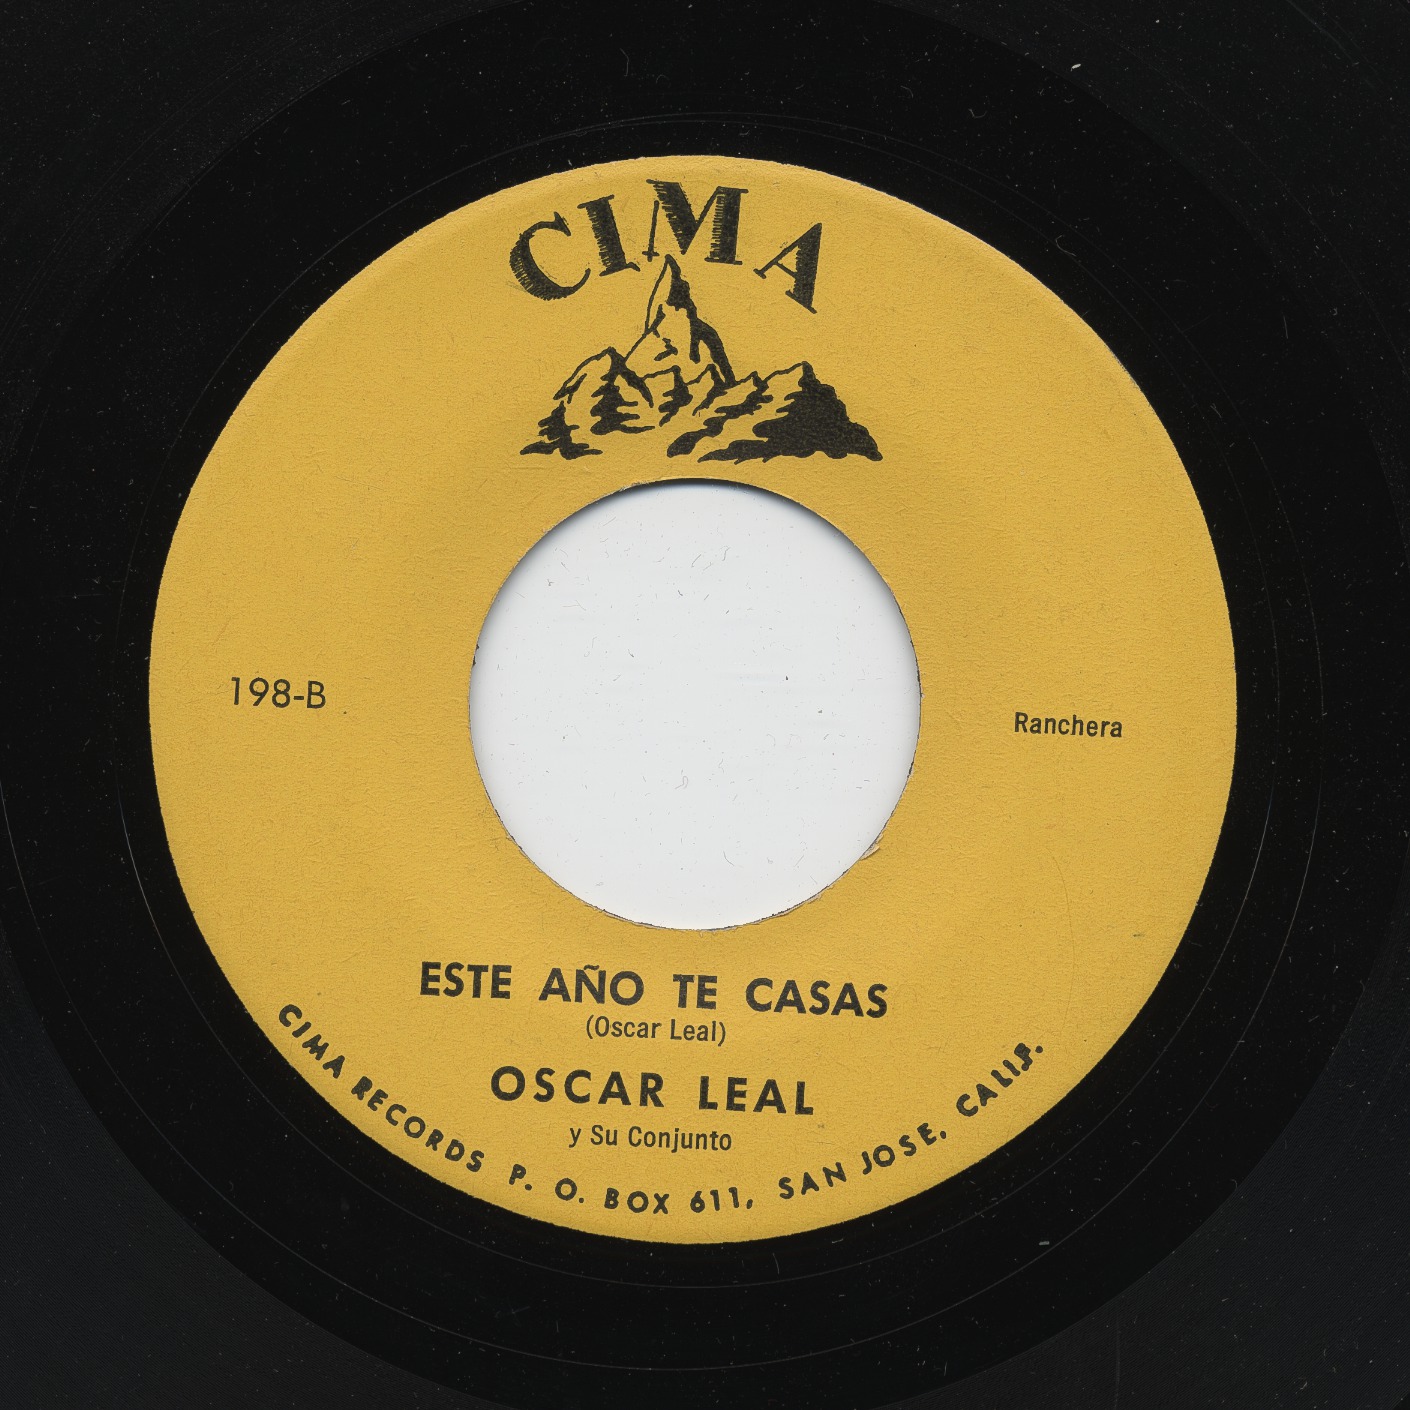 CIMA
198-B
Ranchera
ESTE AÑO TE CASAS
(Oscar Leal)
OSCAR LEAL
y Su Conjunto
CIMA RECORDS P. O. BOX 611, SAN JOSE, CALIF.